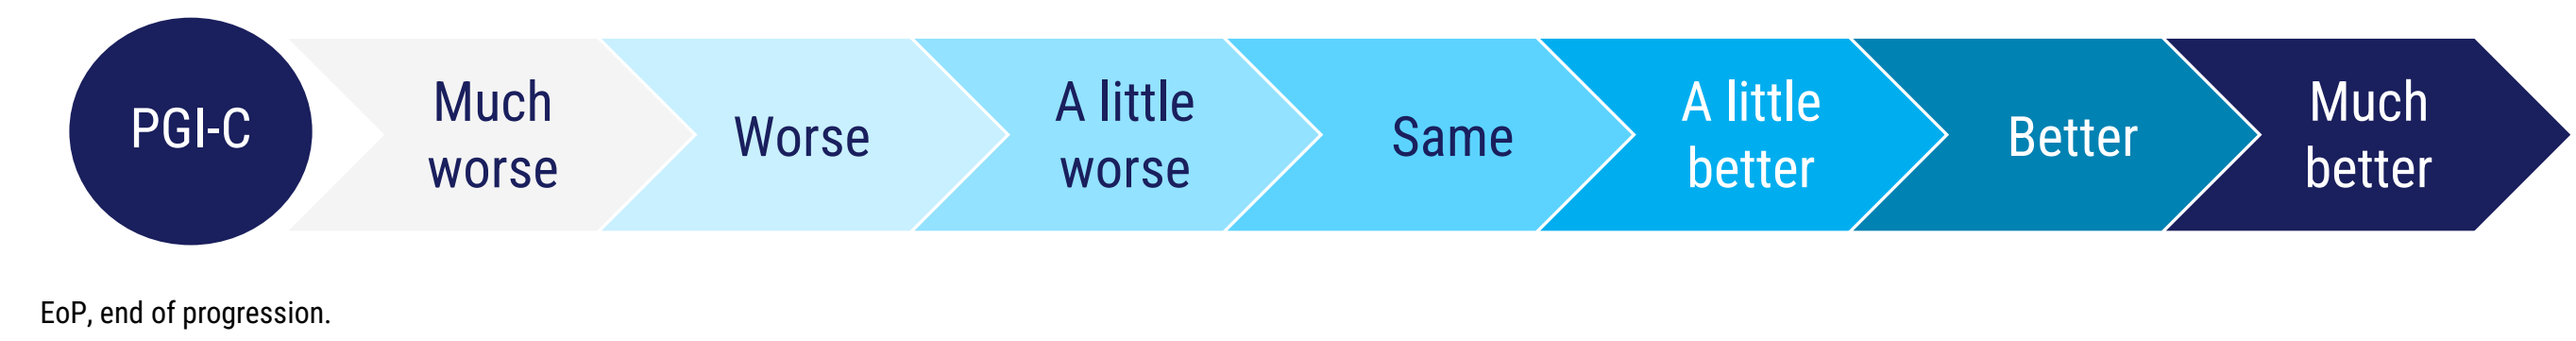 PGI-C
Much
worse
Worse
A little
worse
Same
A little
better
Better
Much
better
EoP, end of progression.